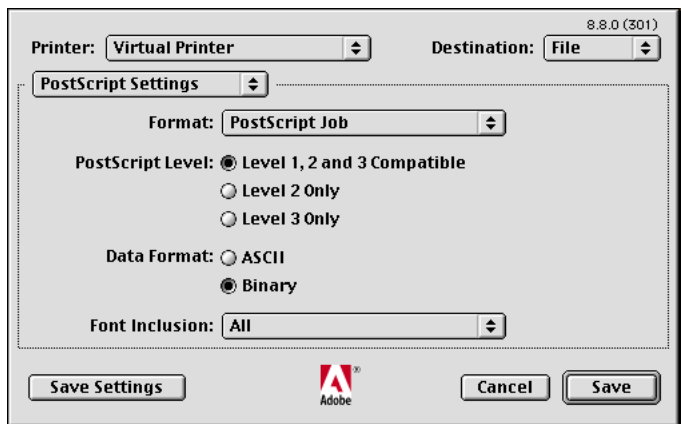 8.8.0 (301)
Printer: Virtual Printer Destination: File
PostScript Settings
Format: PostScript Job
PostScript Level: Level 1, 2 and 3 Compatible
Level 2 Only
Level 3 Only
Data Format: ASCII
Binary
Font Inclusion: All
Save Settings Adobe® Cancel Save